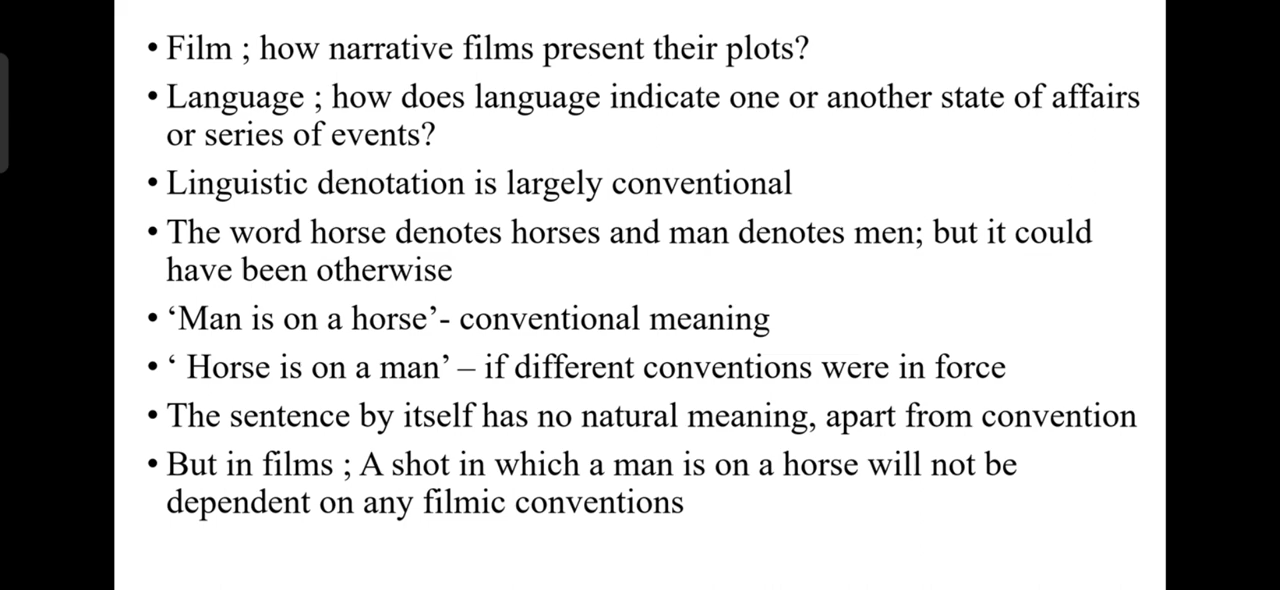 • Film ; how narrative films present their plots?
• Language ; how does language indicate one or another state of affairs
or series of events?
• Linguistic denotation is largely conventional
• The word horse denotes horses and man denotes men; but it could
have been otherwise
• ‘Man is on a horse’- conventional meaning
• ‘ Horse is on a man’ – if different conventions were in force
• The sentence by itself has no natural meaning, apart from convention
• But in films ; A shot in which a man is on a horse will not be
dependent on any filmic conventions